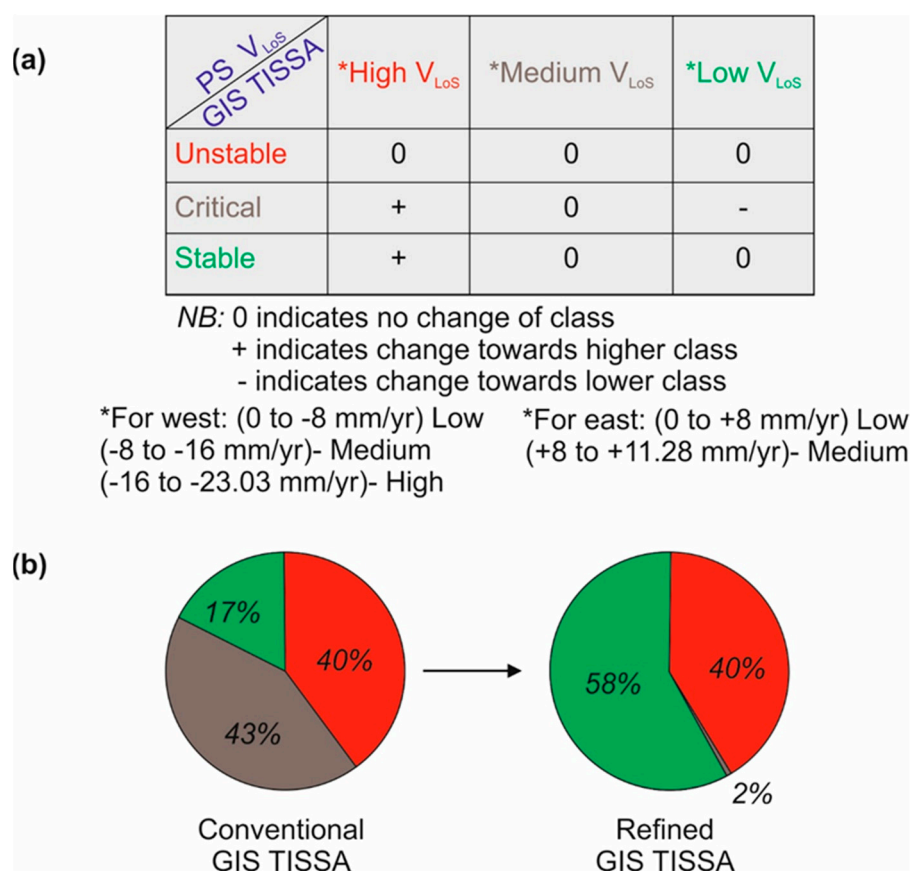 (a)
PS V_LoS
GIS TISSA
*High V_LoS *Medium V_LoS *Low V_LoS
Unstable 0 0 0
Critical + 0 -
Stable + 0 0
NB: 0 indicates no change of class
+ indicates change towards higher class
- indicates change towards lower class
*For west: (0 to -8 mm/yr) Low
(-8 to -16 mm/yr)- Medium
(-16 to -23.03 mm/yr)- High
*For east: (0 to +8 mm/yr) Low
(+8 to +11.28 mm/yr)- Medium
(b)
17%
40%
43%
Conventional
GIS TISSA
58%
40%
2%
Refined
GIS TISSA